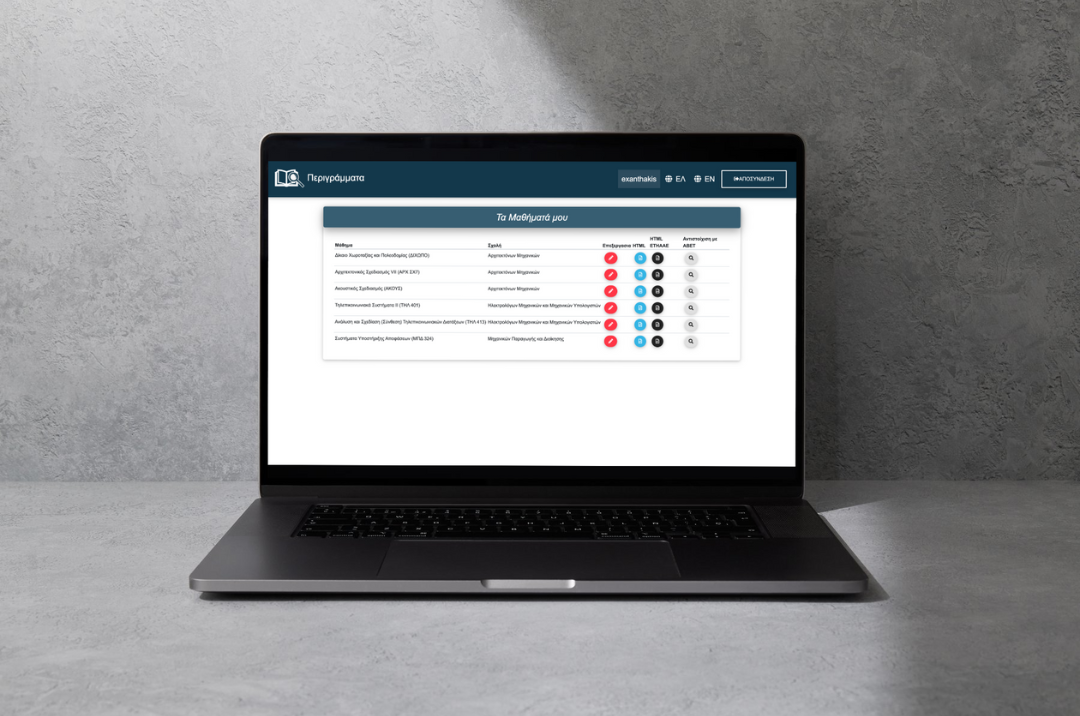 Περιγράμματα
exanthakis ΕΛ EN ΑΠΟΣΥΝΔΕΣΗ
Τα Μαθήματά μου
Μάθημα Σχολή Επεξεργασία HTML HTML ΕΤΗΑΑΕ Αντιστοίχιση με ABET
Δίκαιο Χωροταξίας και Πολεοδομίας (ΔΙΧΩΠΟ) Αρχιτεκτόνων Μηχανικών
Αρχιτεκτονικός Σχεδιασμός VII (ΑΡΧ ΣΧ7) Αρχιτεκτόνων Μηχανικών
Ακουστικός Σχεδιασμός (ΑΚΟΥΣ) Αρχιτεκτόνων Μηχανικών
Τηλεπικοινωνιακά Συστήματα ΙΙ (ΤΗΛ 401) Ηλεκτρολόγων Μηχανικών και Μηχανικών Υπολογιστών
Ανάλυση και Σχεδίαση (Σύνθεση) Τηλεπικοινωνιακών Διατάξεων (ΤΗΛ 413) Ηλεκτρολόγων Μηχανικών και Μηχανικών Υπολογιστών
Συστήματα Υποστήριξης Αποφάσεων (ΜΠΔ 324) Μηχανικών Παραγωγής και Διοίκησης